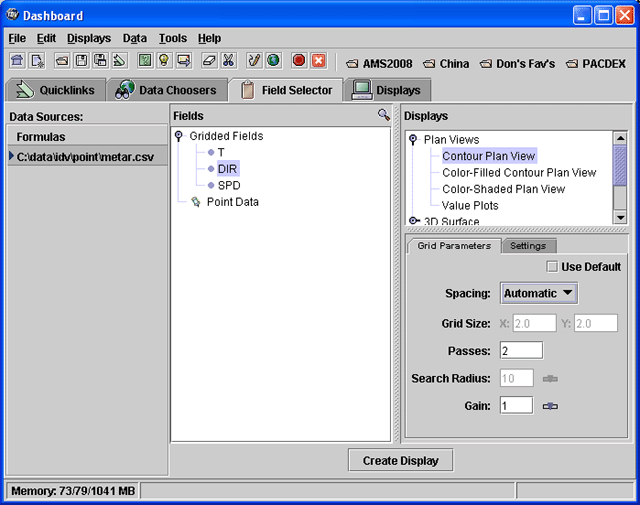 IDV Dashboard
File Edit Displays Data Tools Help
AMS2008 China Don's Fav's PACDEX
Quicklinks Data Choosers Field Selector Displays
Data Sources:
Formulas
C:\data\idv\point\metar.csv
Fields
Gridded Fields
T
DIR
SPD
Point Data
Displays
Plan Views
Contour Plan View
Color-Filled Contour Plan View
Color-Shaded Plan View
Value Plots
3D Surface
Grid Parameters Settings
Use Default
Spacing: Automatic
Grid Size: X: 2.0 Y: 2.0
Passes: 2
Search Radius: 10
Gain: 1
Create Display
Memory: 73/79/1041 MB